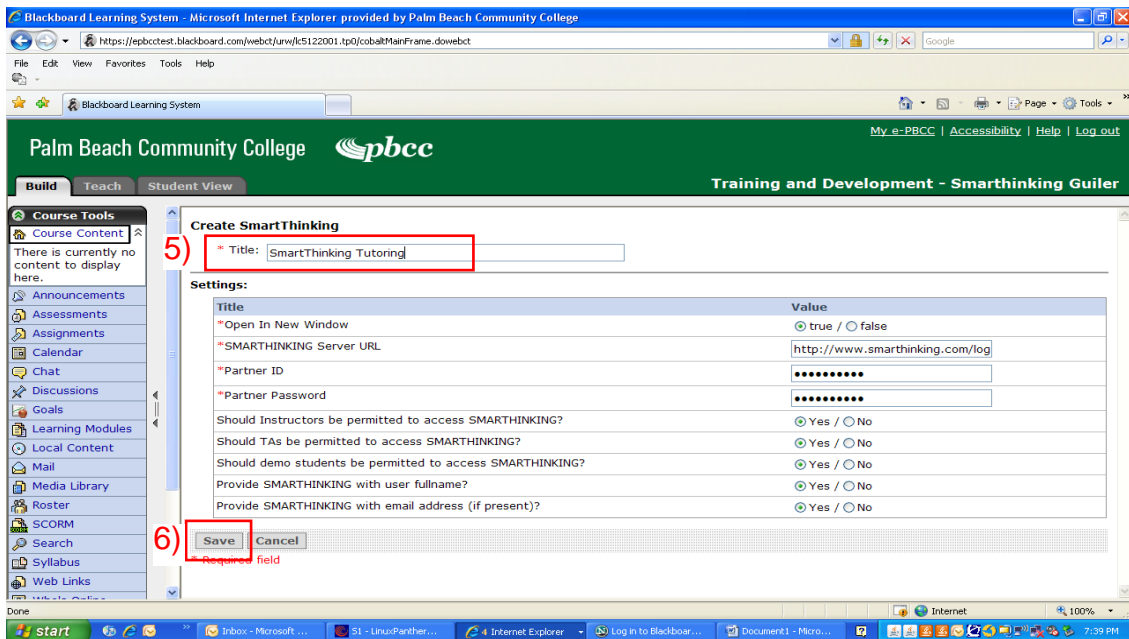 Blackboard Learning System - Microsoft Internet Explorer provided by Palm Beach Community College
https://epbcctest.blackboard.com/webct/urw/lc5122001.tp0/cobaltMainFrame.dowebct
Google
File Edit View Favorites Tools Help
Blackboard Learning System
Page Tools
My e-PBCC | Accessibility | Help | Log out
Palm Beach Community College pbcc
Build Teach Student View
Training and Development - Smarthinking Guiler
Course Tools
Course Content
There is currently no
content to display
here.
Announcements
Assessments
Assignments
Calendar
Chat
Discussions
Goals
Learning Modules
Local Content
Mail
Media Library
Roster
SCORM
Search
Syllabus
Web Links
Create SmartThinking
5) * Title: SmartThinking Tutoring
Settings:
Title Value
*Open In New Window true / false
*SMARTHINKING Server URL http://www.smarthinking.com/log
*Partner ID ••••••••••
*Partner Password ••••••••••
Should Instructors be permitted to access SMARTHINKING? Yes / No
Should TAs be permitted to access SMARTHINKING? Yes / No
Should demo students be permitted to access SMARTHINKING? Yes / No
Provide SMARTHINKING with user fullname? Yes / No
Provide SMARTHINKING with email address (if present)? Yes / No
6) Save Cancel
* Required field
Done Internet 100%
start Inbox - Microsoft ... S1 - LinuxPanther... 4 Internet Explorer Log in to Blackboar... Document1 - Micro... 7:39 PM